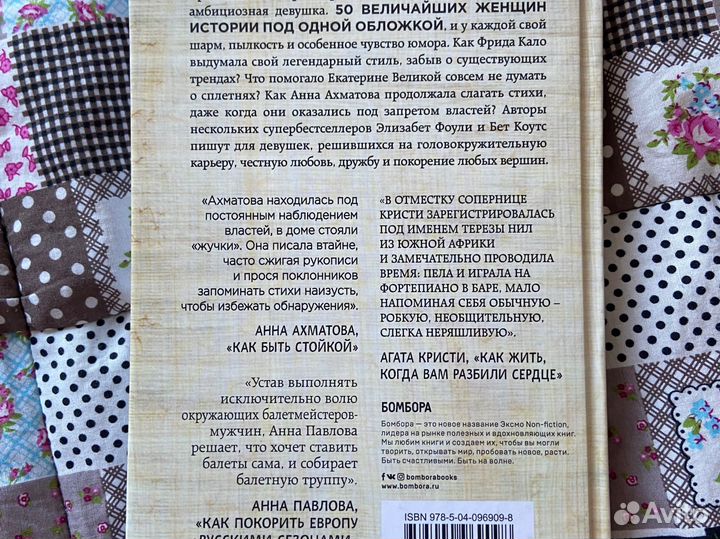 амбициозная девушка. 50 ВЕЛИЧАЙШИХ ЖЕНЩИН
ИСТОРИИ ПОД ОДНОЙ ОБЛОЖКОЙ, и у каждой свой
шарм, пылкость и особенное чувство юмора. Как Фрида Кало
выдумала свой легендарный стиль, забыв о существующих
трендах? Что помогало Екатерине Великой совсем не думать
о сплетнях? Как Анна Ахматова продолжала слагать стихи,
даже когда они оказались под запретом властей? Авторы
нескольких супербестселлеров Элизабет Фоули и Бет Коутс
пишут для девушек, решившихся на головокружительную
карьеру, честную любовь, дружбу и покорение любых вершин.
«Ахматова находилась под
постоянным наблюдением
властей, в доме стояли
«жучки». Она писала втайне,
часто сжигая рукописи
и прося поклонников
запоминать стихи наизусть,
чтобы избежать обнаружения».
АННА АХМАТОВА,
«КАК БЫТЬ СТОЙКОЙ»
«Устав выполнять
исключительно волю
окружающих балетмейстеров-
мужчин, Анна Павлова
решает, что хочет ставить
балеты сама, и собирает
балетную труппу».
АННА ПАВЛОВА,
«КАК ПОКОРИТЬ ЕВРОПУ
РУССКИМИ СЕЗОНАМИ
«В ОТМЕСТКУ СОПЕРНИЦЕ
КРИСТИ ЗАРЕГИСТРИРОВАЛАСЬ
ПОД ИМЕНЕМ ТЕРЕЗЫ НИЛ
ИЗ ЮЖНОЙ АФРИКИ
И ЗАМЕЧАТЕЛЬНО ПРОВОДИЛА
ВРЕМЯ: ПЕЛА И ИГРАЛА НА
ФОРТЕПИАНО В БАРЕ, МАЛО
НАПОМИНАЯ СЕБЯ ОБЫЧНУЮ –
РОБКУЮ, НЕОБЩИТЕЛЬНУЮ,
СЛЕГКА НЕРЯШЛИВУЮ».
АГАТА КРИСТИ, «КАК ЖИТЬ,
КОГДА ВАМ РАЗБИЛИ СЕРДЦЕ»
БОМБОРА
Бомбора – это новое название Эксмо Non-fiction,
лидера на рынке полезных и вдохновляющих книг.
Мы любим книги и создаем их, чтобы вы могли
творить, открывать мир, пробовать новое, расти.
Быть счастливыми. Быть на волне.
bomborabooks
www.bombora.ru
ISBN 978-5-04-096909-8
Avito